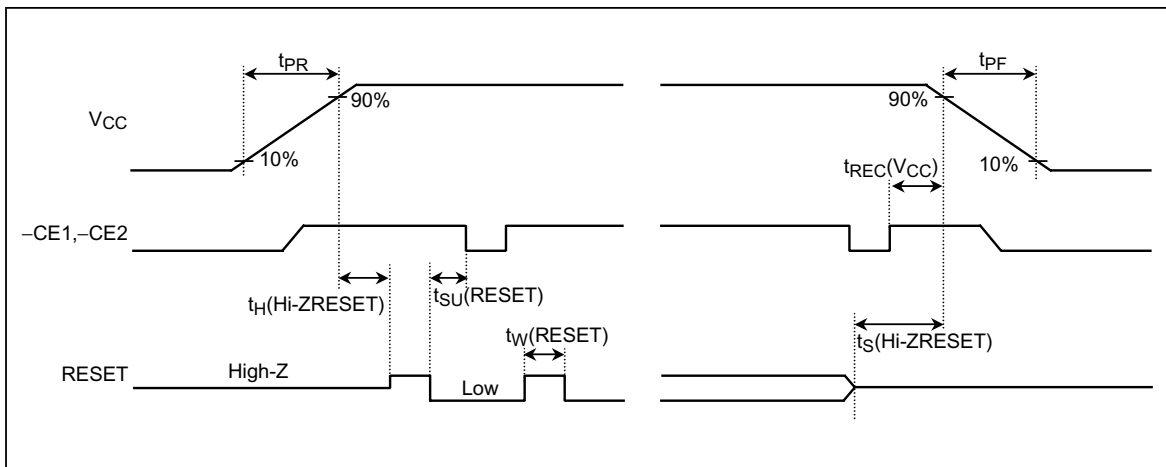 tPR
tPF
90%
90%
VCC
10%
10%
tREC(VCC)
–CE1,–CE2
tH(Hi-ZRESET)
tSU(RESET)
tW(RESET)
tS(Hi-ZRESET)
RESET
High-Z
Low